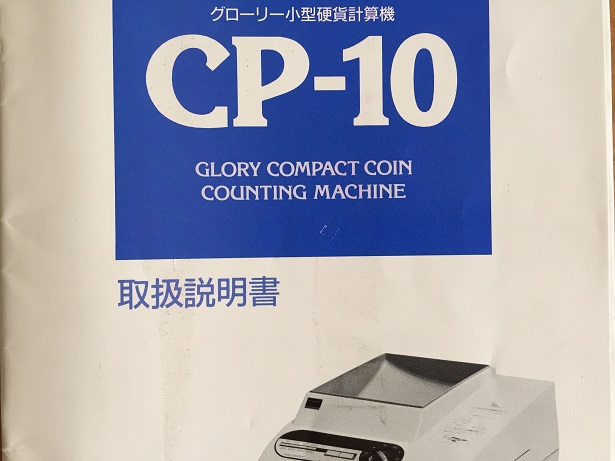 グローリー小型硬貨計算機
CP-10
GLORY COMPACT COIN
COUNTING MACHINE
取扱説明書